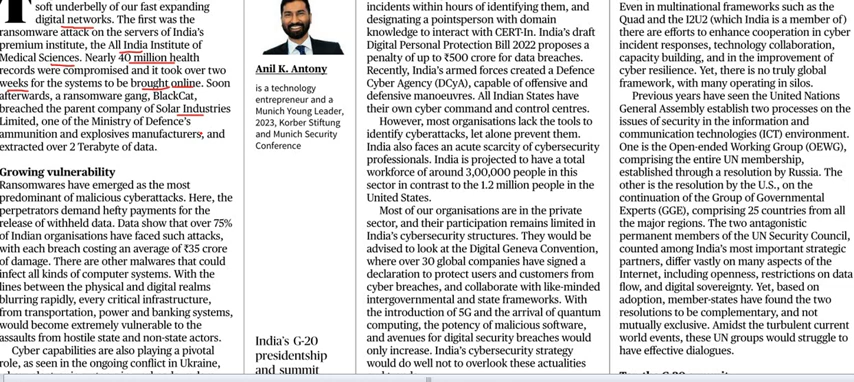 soft underbelly of our fast expanding
digital networks. The first was the
ransomware attack on the servers of India's
premium institute, the All India Institute of
Medical Sciences. Nearly 40 million health
records were compromised and it took over two
weeks for the systems to be brought online. Soon
afterwards, a ransomware gang, BlackCat,
breached the parent company of Solar Industries
Limited, one of the Ministry of Defence's
ammunition and explosives manufacturers, and
extracted over 2 Terabyte of data.
Growing vulnerability
Ransomwares have emerged as the most
predominant of malicious cyberattacks. Here, the
perpetrators demand hefty payments for the
release of withheld data. Data show that over 75%
of Indian organisations have faced such attacks,
with each breach costing an average of ₹35 crore
of damage. There are other malwares that could
infect all kinds of computer systems. With the
lines between the physical and digital realms
blurring rapidly, every critical infrastructure,
from transportation, power and banking systems,
would become extremely vulnerable to the
assaults from hostile state and non-state actors.
Cyber capabilities are also playing a pivotal
role, as seen in the ongoing conflict in Ukraine,
Anil K. Antony
is a technology
entrepreneur and a
Munich Young Leader,
2023, Korber Stiftung
and Munich Security
Conference
India's G-20
presidentship
and summit
incidents within hours of identifying them, and
designating a pointsperson with domain
knowledge to interact with CERT-In. India's draft
Digital Personal Protection Bill 2022 proposes a
penalty of up to ₹500 crore for data breaches.
Recently, India's armed forces created a Defence
Cyber Agency (DCyA), capable of offensive and
defensive manoeuvres. All Indian States have
their own cyber command and control centres.
However, most organisations lack the tools to
identify cyberattacks, let alone prevent them.
India also faces an acute scarcity of cybersecurity
professionals. India is projected to have a total
workforce of around 3,00,000 people in this
sector in contrast to the 1.2 million people in the
United States.
Most of our organisations are in the private
sector, and their participation remains limited in
India's cybersecurity structures. They would be
advised to look at the Digital Geneva Convention,
where over 30 global companies have signed a
declaration to protect users and customers from
cyber breaches, and collaborate with like-minded
intergovernmental and state frameworks. With
the introduction of 5G and the arrival of quantum
computing, the potency of malicious software,
and avenues for digital security breaches would
only increase. India's cybersecurity strategy
would do well not to overlook these actualities
Even in multinational frameworks such as the
Quad and the I2U2 (which India is a member of)
there are efforts to enhance cooperation in cyber
incident responses, technology collaboration,
capacity building, and in the improvement of
cyber resilience. Yet, there is no truly global
framework, with many operating in silos.
Previous years have seen the United Nations
General Assembly establish two processes on the
issues of security in the information and
communication technologies (ICT) environment.
One is the Open-ended Working Group (OEWG),
comprising the entire UN membership,
established through a resolution by Russia. The
other is the resolution by the U.S., on the
continuation of the Group of Governmental
Experts (GGE), comprising 25 countries from all
the major regions. The two antagonistic
permanent members of the UN Security Council,
counted among India's most important strategic
partners, differ vastly on many aspects of the
Internet, including openness, restrictions on data
flow, and digital sovereignty. Yet, based on
adoption, member-states have found the two
resolutions to be complementary, and not
mutually exclusive. Amidst the turbulent current
world events, these UN groups would struggle to
have effective dialogues.